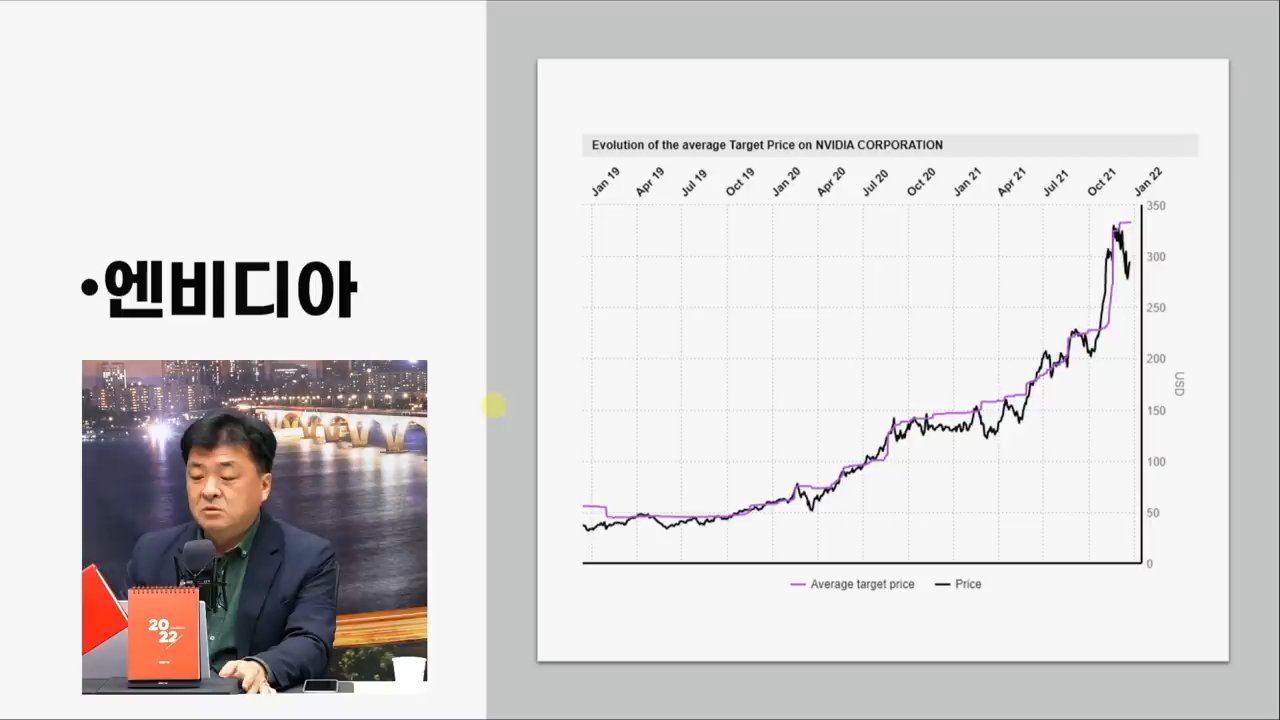 •엔비디아
20
22
Evolution of the average Target Price on NVIDIA CORPORATION
Jan 19
Apr 19
Jul 19
Oct 19
Jan 20
Apr 20
Jul 20
Oct 20
Jan 21
Apr 21
Jul 21
Oct 21
Jan 22
350
300
250
200
150
100
50
0
USD
Average target price
Price